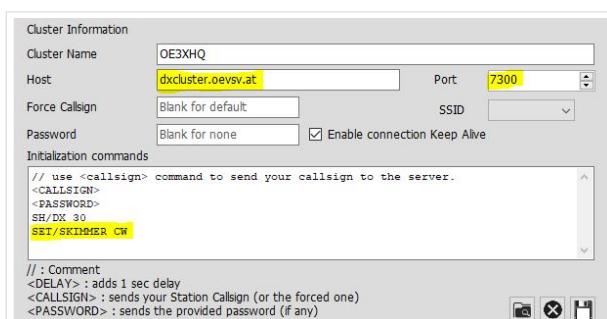 Cluster Information
Cluster Name OE3XHQ
Host dxcluster.oevsv.at Port 7300
Force Callsign Blank for default SSID
Password Blank for none Enable connection Keep Alive
Initialization commands
// use <callsign> command to send your callsign to the server.
<CALLSIGN>
<PASSWORD>
SH/DX 30
SET/SKIMMER CW
// : Comment
<DELAY> : adds 1 sec delay
<CALLSIGN> : sends your Station Callsign (or the forced one)
<PASSWORD> : sends the provided password (if any)